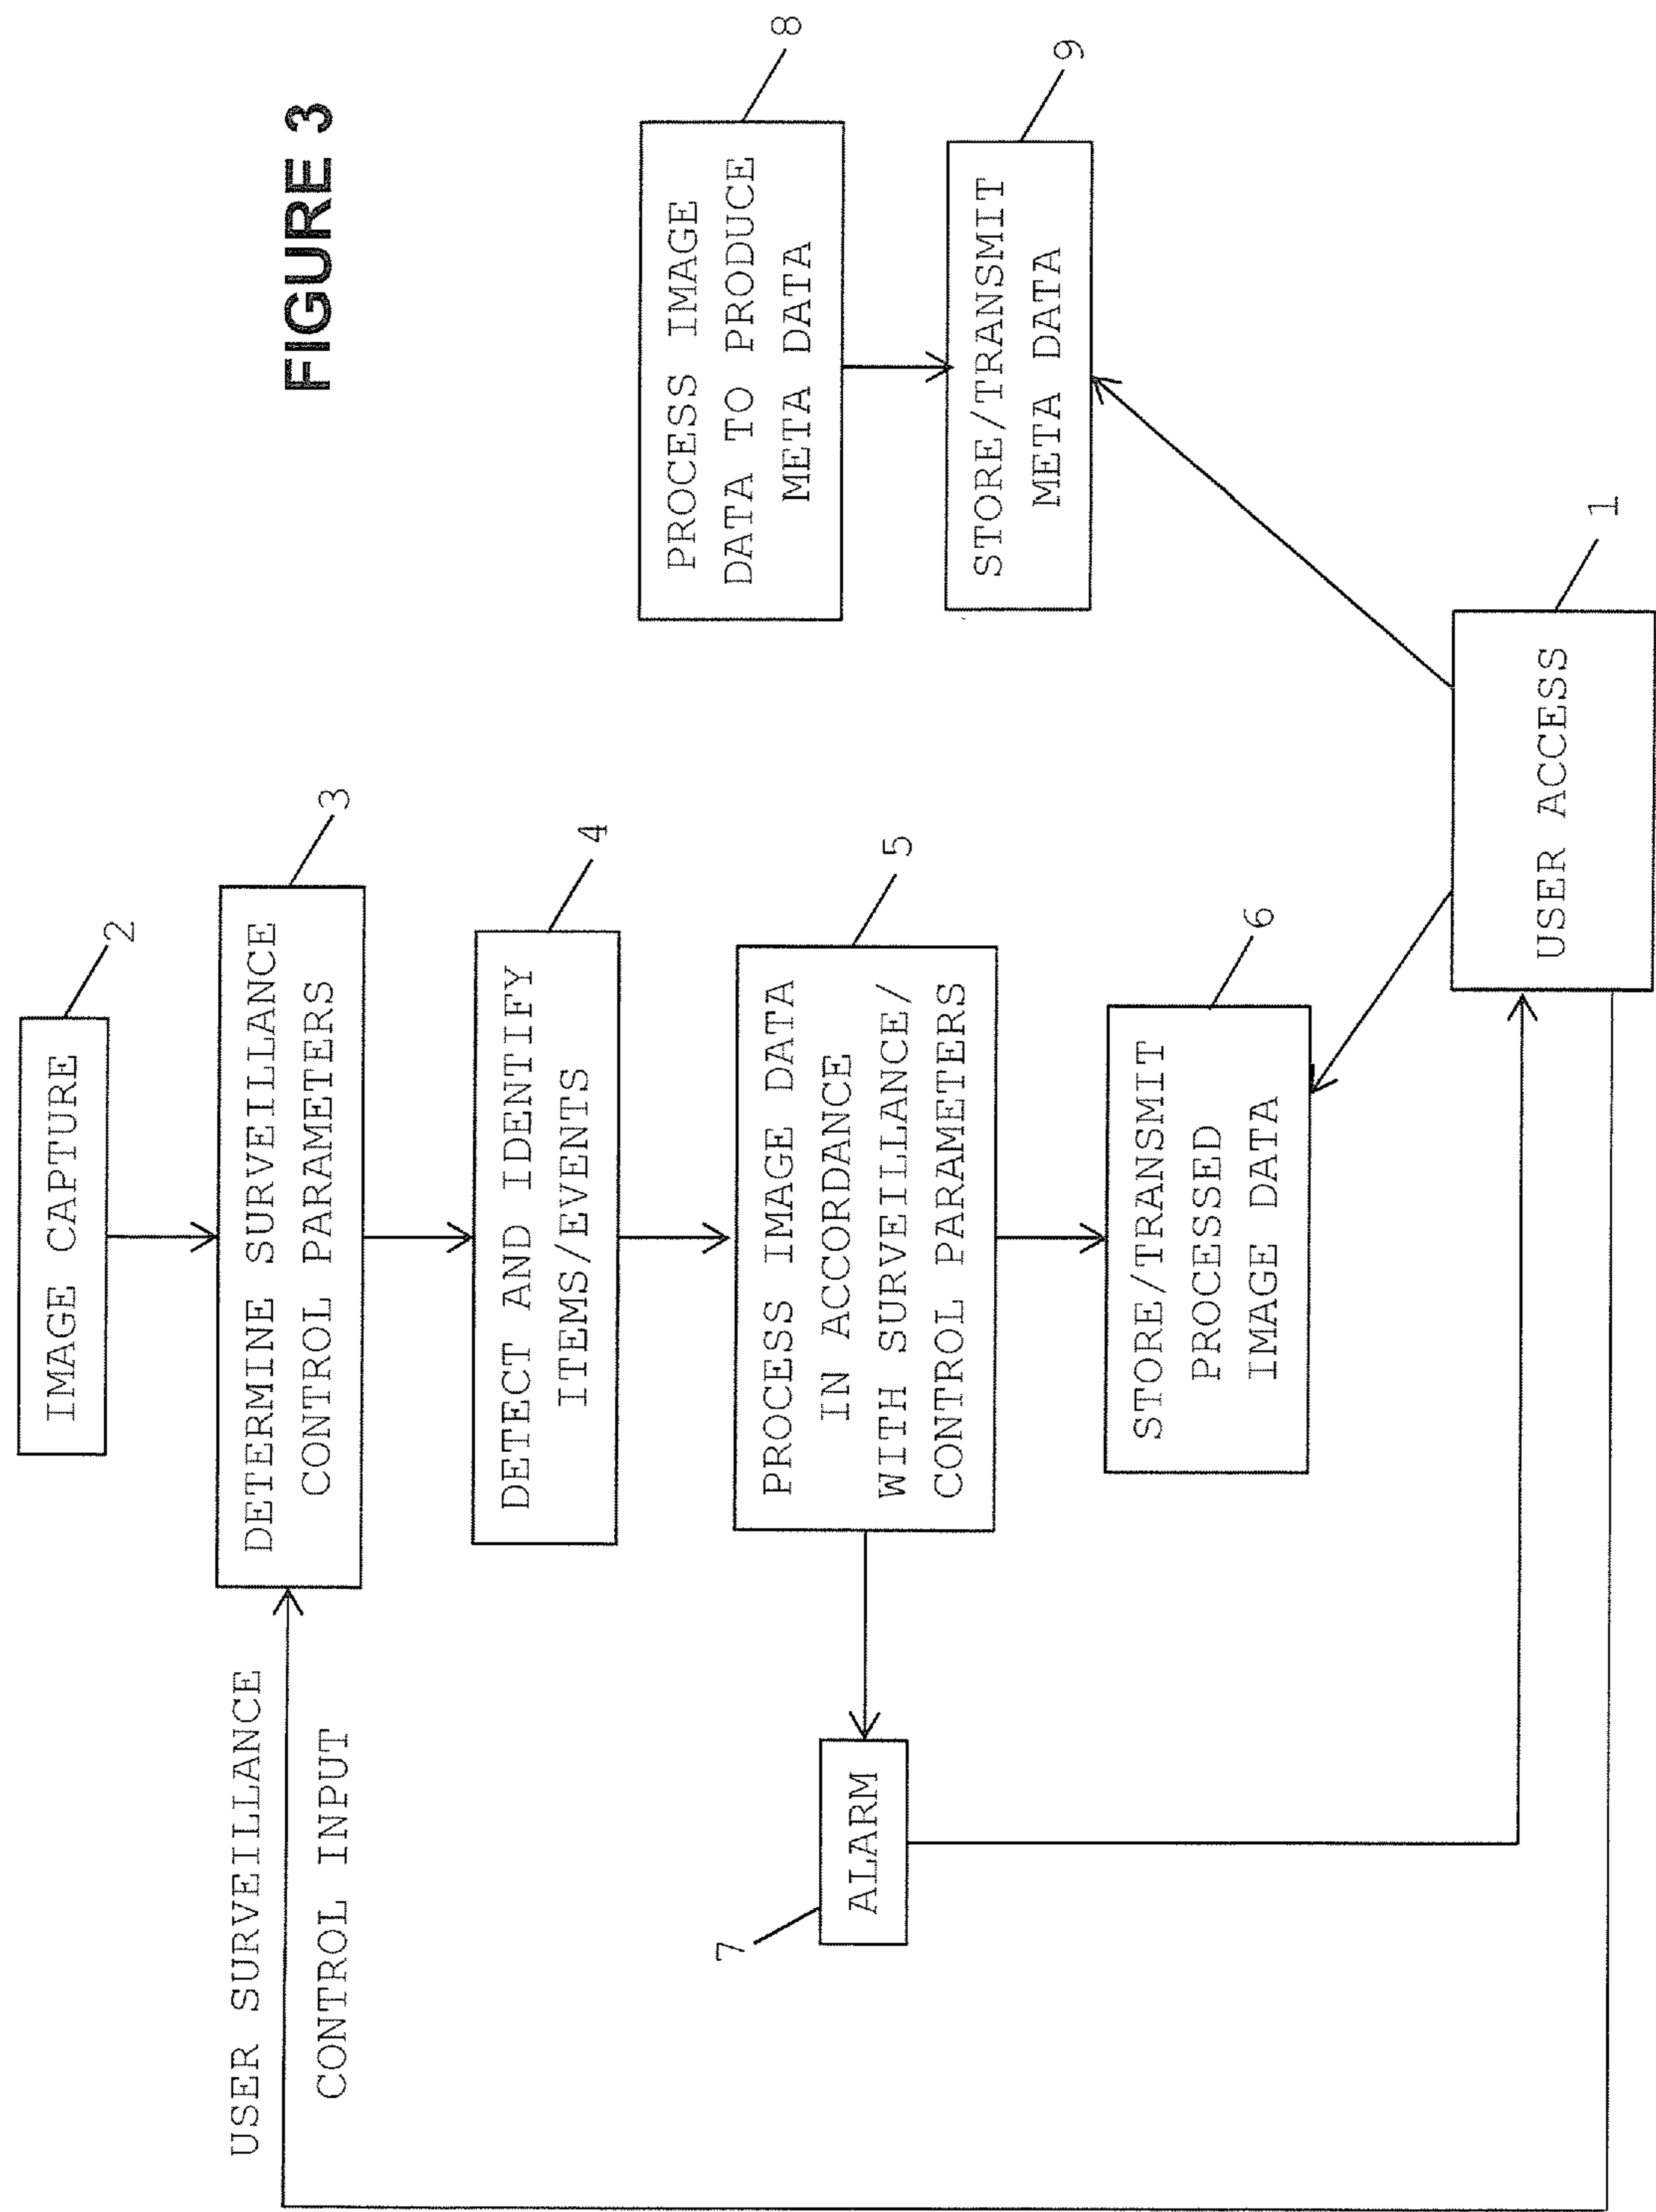 FIGURE 3
IMAGE CAPTURE
2
USER SURVEILLANCE
CONTROL INPUT
DETERMINE SURVEILLANCE
CONTROL PARAMETERS
3
DETECT AND IDENTIFY
ITEMS/EVENTS
4
PROCESS IMAGE DATA
IN ACCORDANCE
WITH SURVEILLANCE/
CONTROL PARAMETERS
5
7
ALARM
STORE/TRANSMIT
PROCESSED
IMAGE DATA
6
PROCESS IMAGE
DATA TO PRODUCE
META DATA
8
STORE/TRANSMIT
META DATA
9
USER ACCESS
1